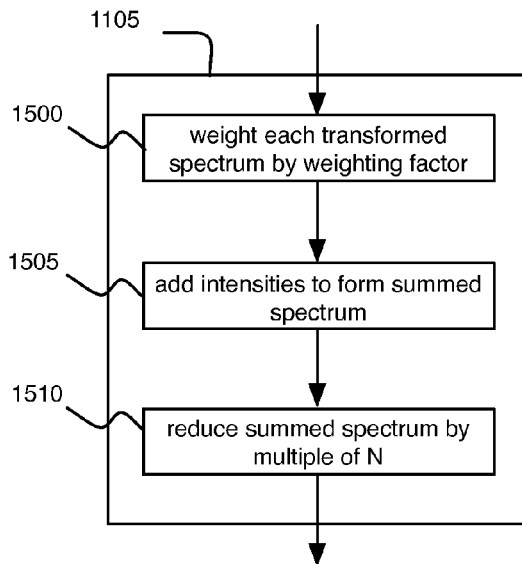 1105
1500
weight each transformed
spectrum by weighting factor
1505
add intensities to form summed
spectrum
1510
reduce summed spectrum by
multiple of N